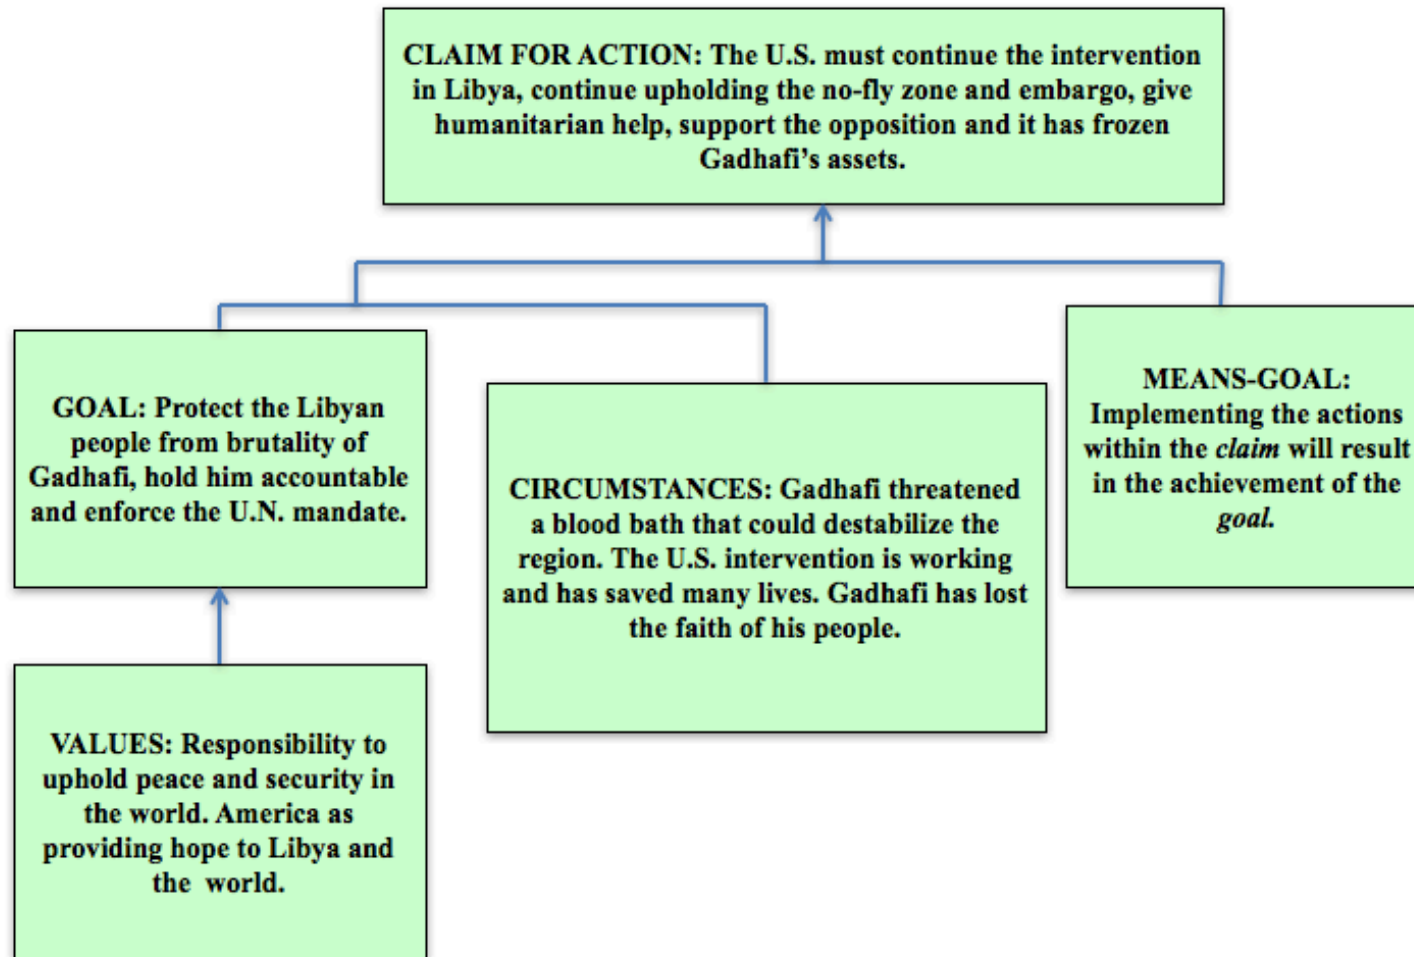 CLAIM FOR ACTION: The U.S. must continue the intervention
in Libya, continue upholding the no-fly zone and embargo, give
humanitarian help, support the opposition and it has frozen
Gadhafi’s assets.
GOAL: Protect the Libyan
people from brutality of
Gadhafi, hold him accountable
and enforce the U.N. mandate.
CIRCUMSTANCES: Gadhafi threatened
a blood bath that could destabilize the
region. The U.S. intervention is working
and has saved many lives. Gadhafi has lost
the faith of his people.
MEANS-GOAL:
Implementing the actions
within the claim will result
in the achievement of the
goal.
VALUES: Responsibility to
uphold peace and security in
the world. America as
providing hope to Libya and
the world.